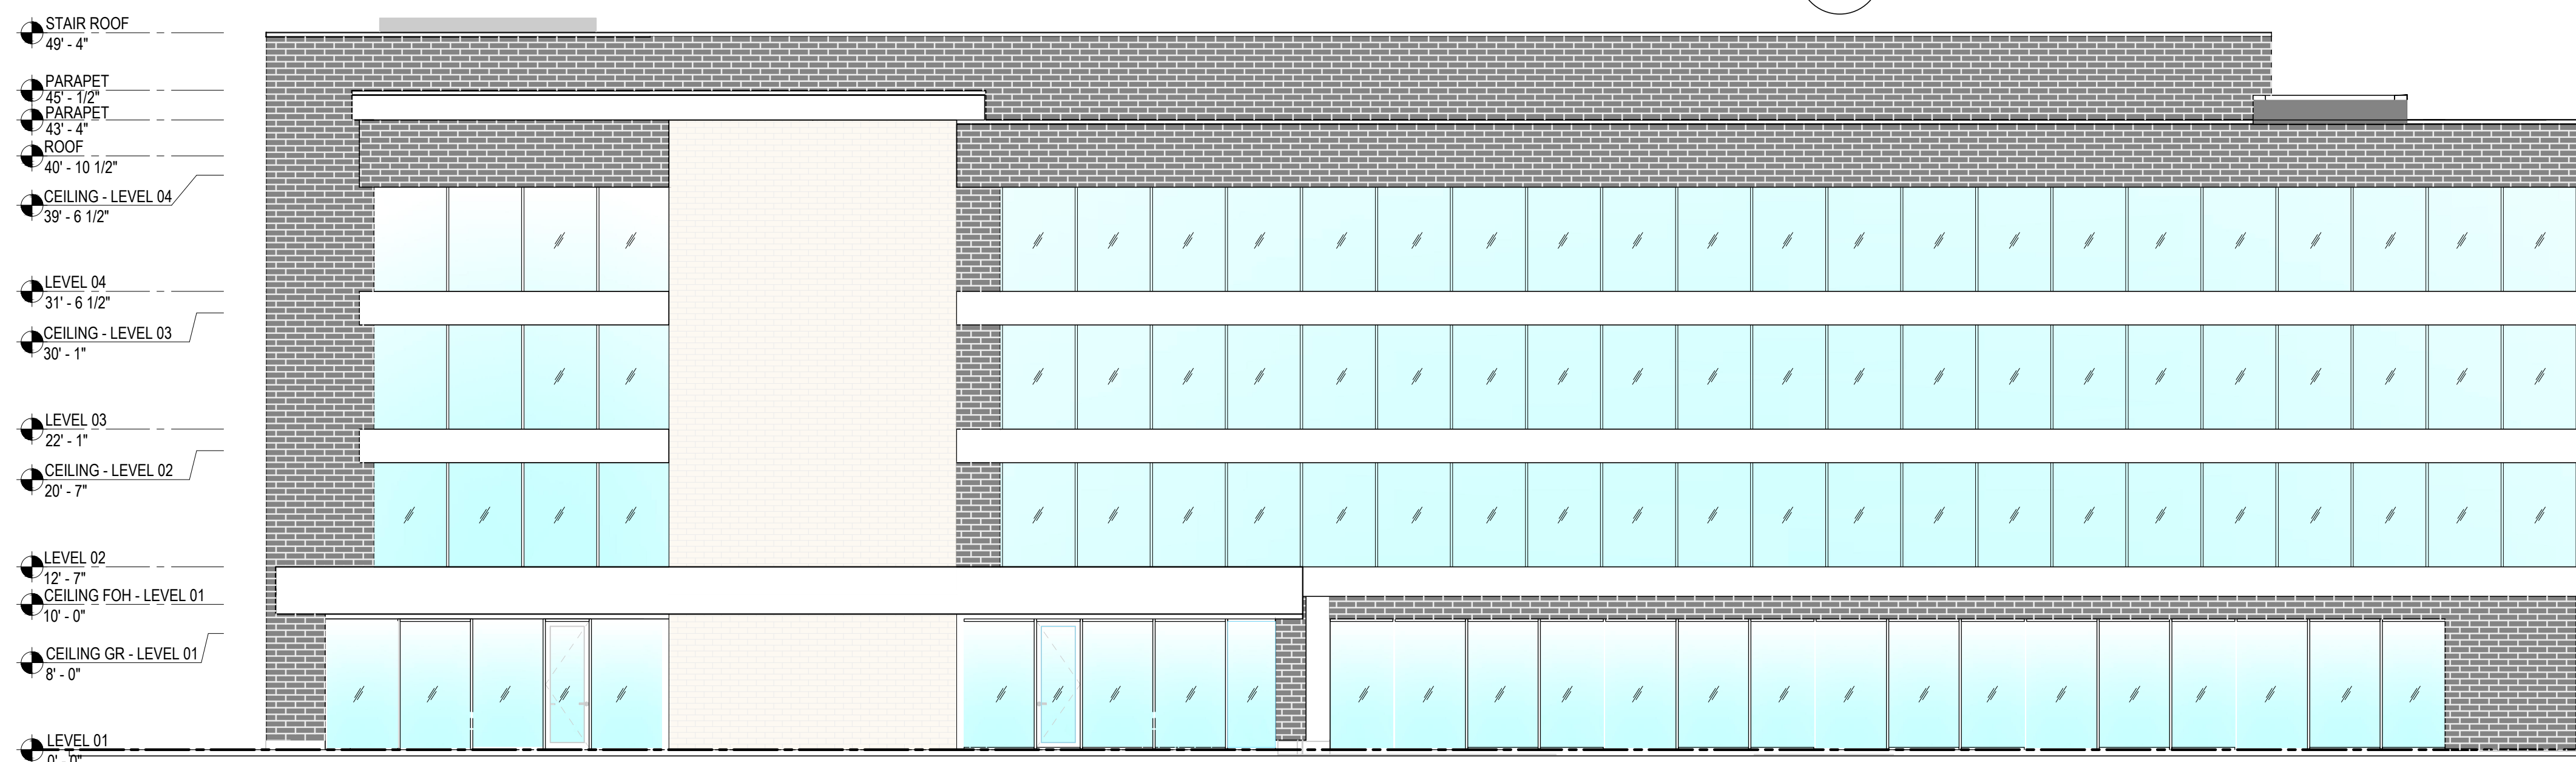 STAIR ROOF
49' - 4"
PARAPET
45' - 1/2"
PARAPET
43' - 4"
ROOF
40' - 10 1/2"
CEILING - LEVEL 04
39' - 6 1/2"
LEVEL 04
31' - 6 1/2"
CEILING - LEVEL 03
30' - 1"
LEVEL 03
22' - 1"
CEILING - LEVEL 02
20' - 7"
LEVEL 02
12' - 7"
CEILING FOH - LEVEL 01
10' - 0"
CEILING GR - LEVEL 01
8' - 0"
LEVEL 01
0' - 0"